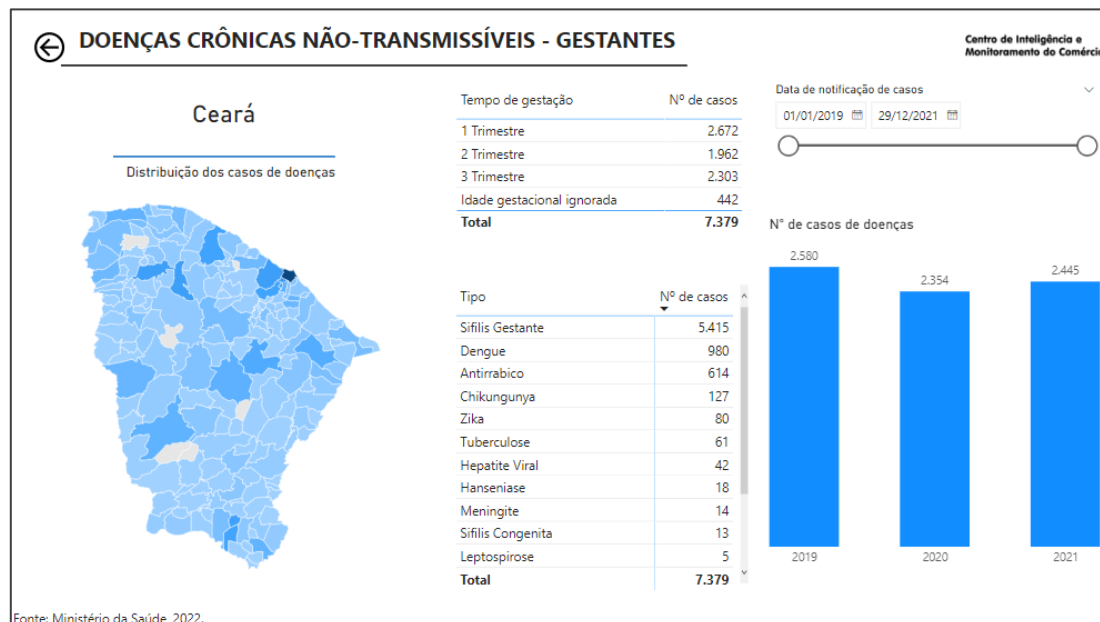 DOENÇAS CRÔNICAS NÃO-TRANSMISSÍVEIS - GESTANTES
Centro de Inteligência e
Monitoramento do Comércio
Ceará
Distribuição dos casos de doenças
Tempo de gestação Nº de casos
1 Trimestre 2.672
2 Trimestre 1.962
3 Trimestre 2.303
Idade gestacional ignorada 442
Total 7.379
Tipo Nº de casos
Sifilis Gestante 5.415
Dengue 980
Antirrabico 614
Chikungunya 127
Zika 80
Tuberculose 61
Hepatite Viral 42
Hanseniase 18
Meningite 14
Sifilis Congenita 13
Leptospirose 5
Total 7.379
Data de notificação de casos
01/01/2019 29/12/2021
N° de casos de doenças
2.580
2.354
2.445
2019 2020 2021
Fonte: Ministério da Saúde, 2022.